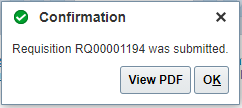 Confirmation
Requisition RQ00001194 was submitted.
View PDF OK